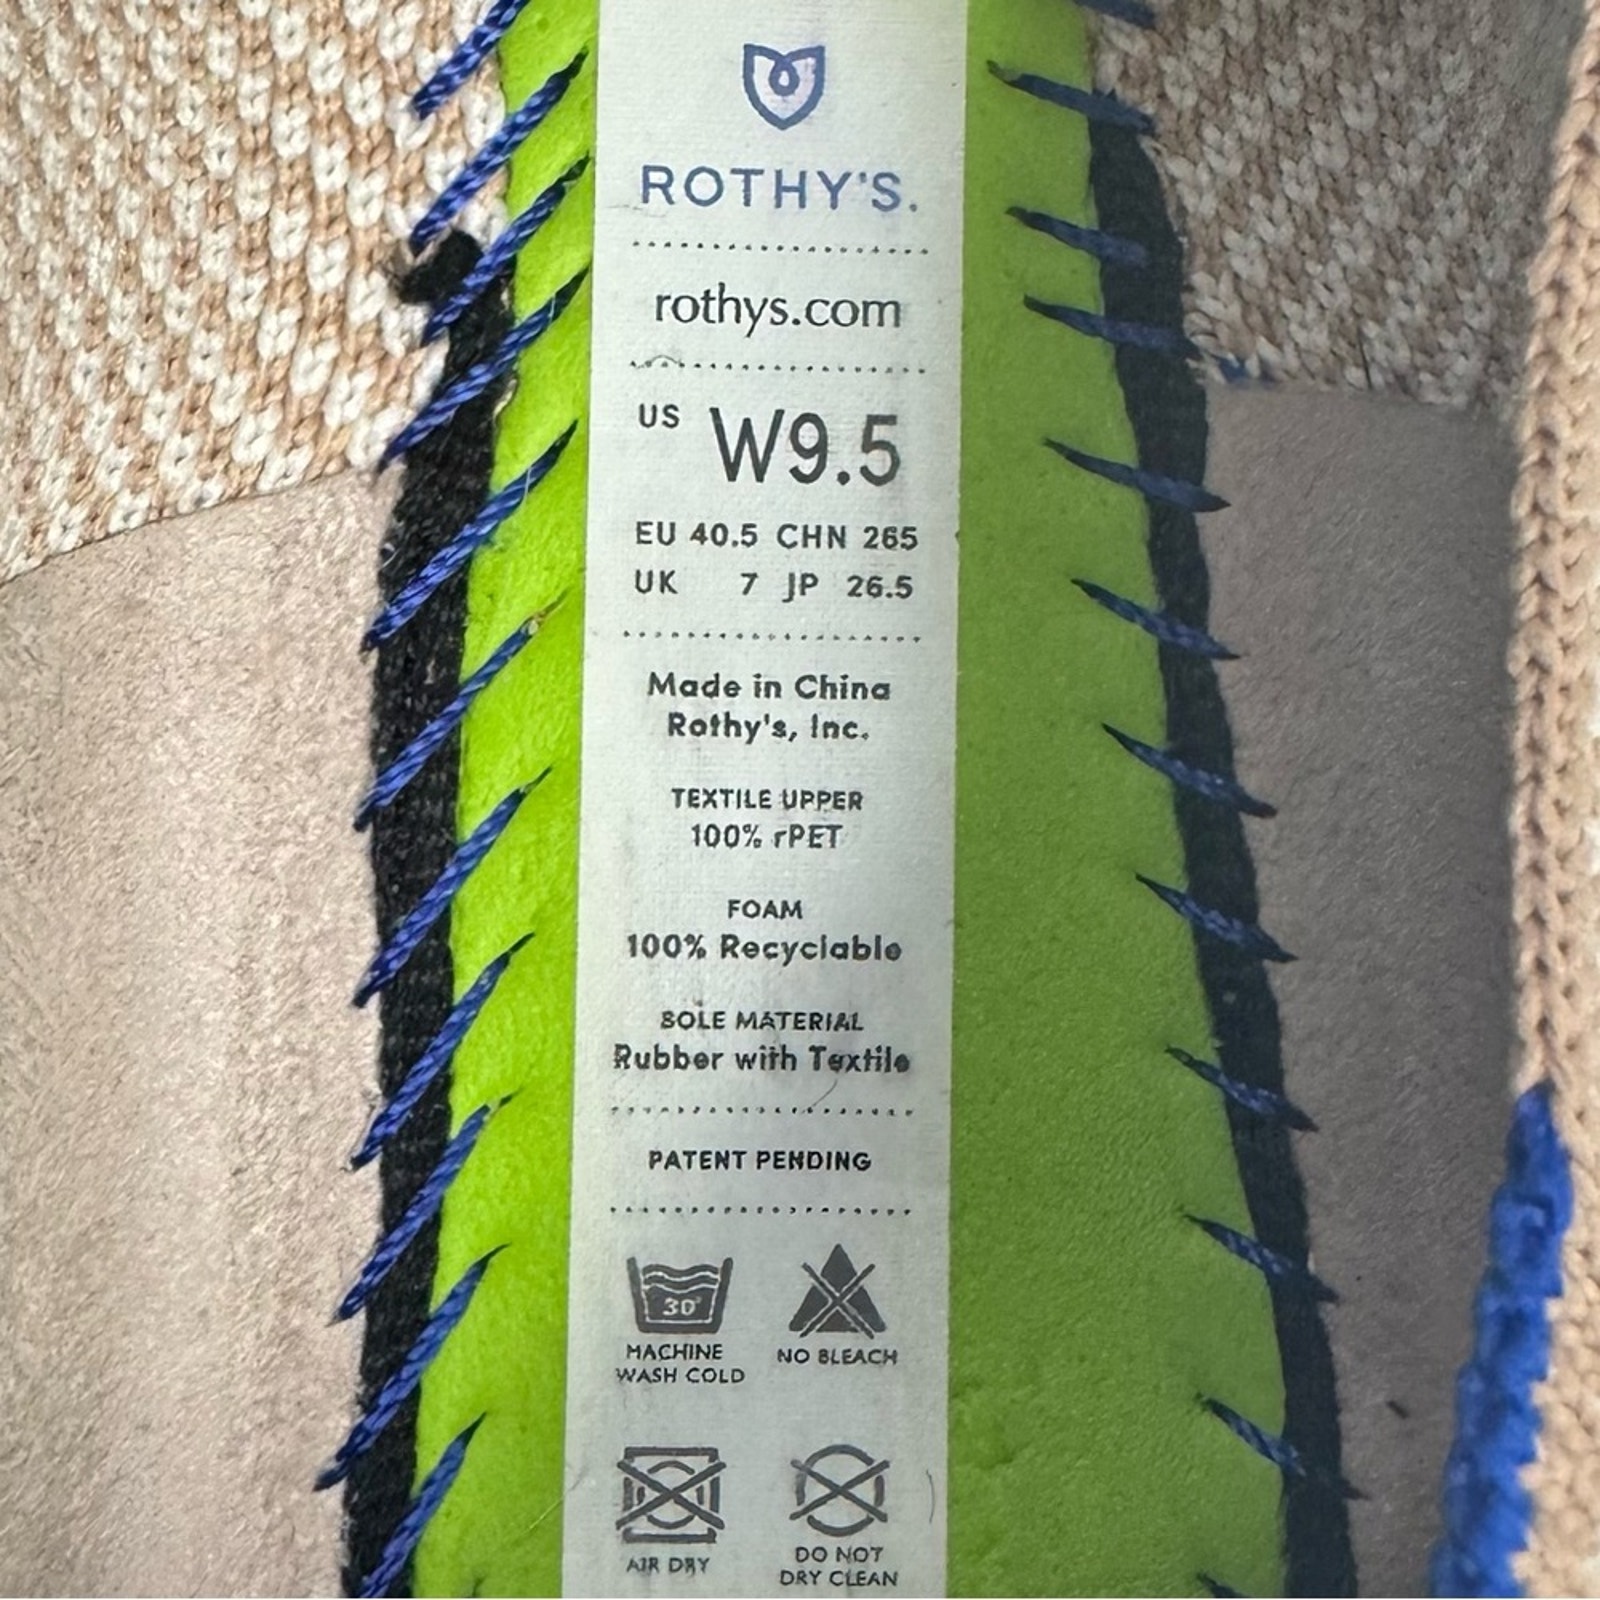 ROTHY'S.
rothys.com
US W9.5
EU 40.5 CHN 265
UK 7 JP 26.5
Made in China
Rothy's, Inc.
TEXTILE UPPER
100% rPET
FOAM
100% Recyclable
SOLE MATERIAL
Rubber with Textile
PATENT PENDING
30°
MACHINE WASH COLD
NO BLEACH
AIR DRY
DO NOT DRY CLEAN